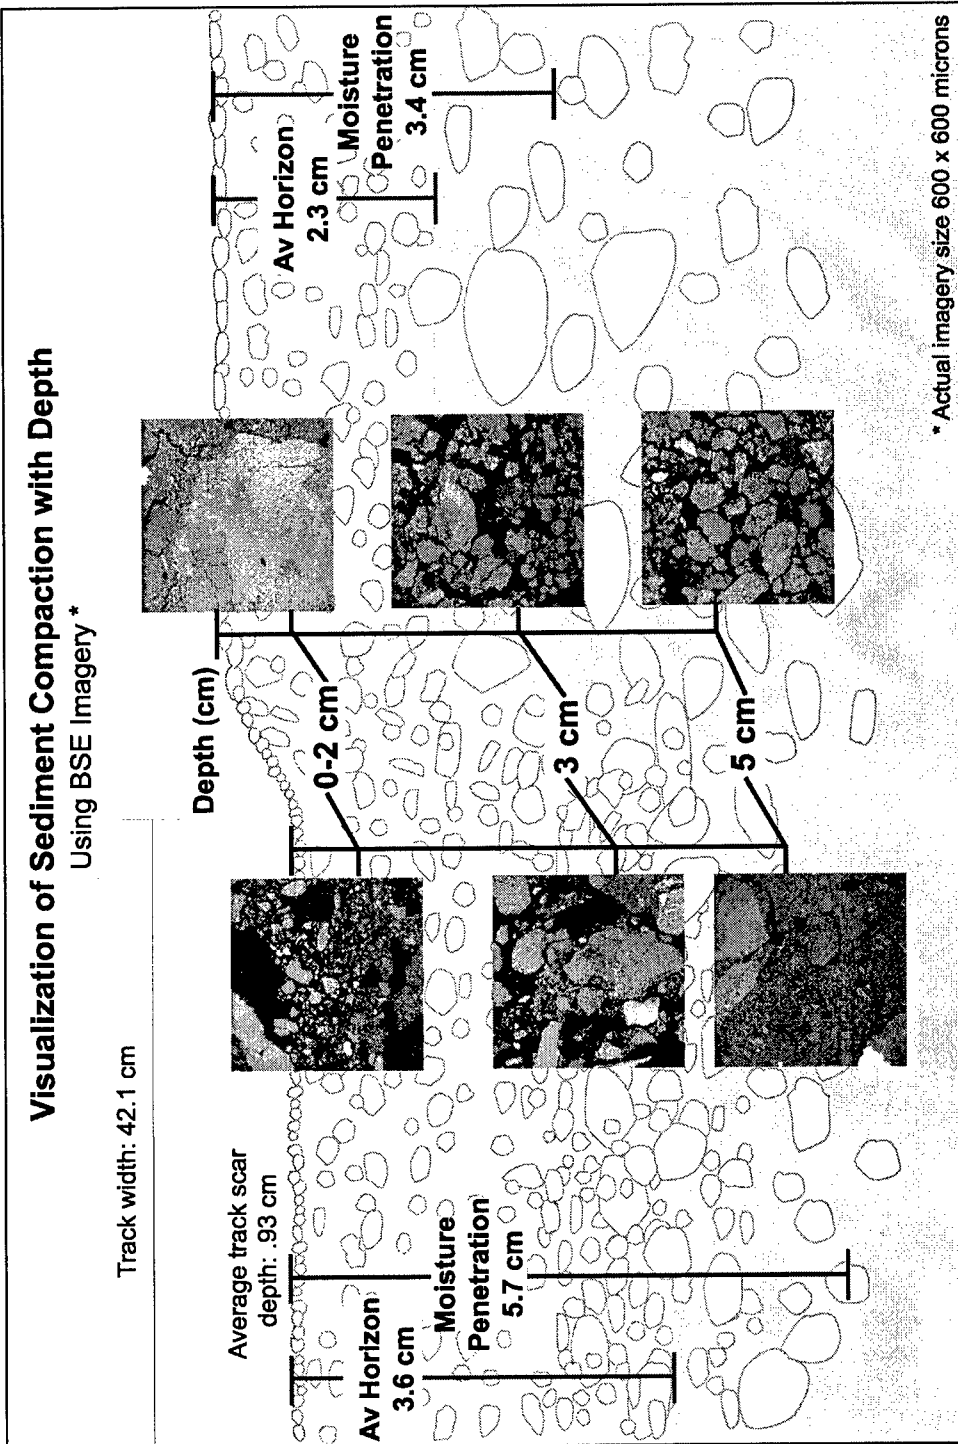 Visualization of Sediment Compaction with Depth
Using BSE Imagery *
Track width: 42.1 cm
Average track scar
depth: .93 cm
Av Horizon
3.6 cm
Moisture
Penetration
5.7 cm
Depth (cm)
0-2 cm
3 cm
5 cm
Av Horizon
2.3 cm
Moisture
Penetration
3.4 cm
* Actual imagery size 600 x 600 microns